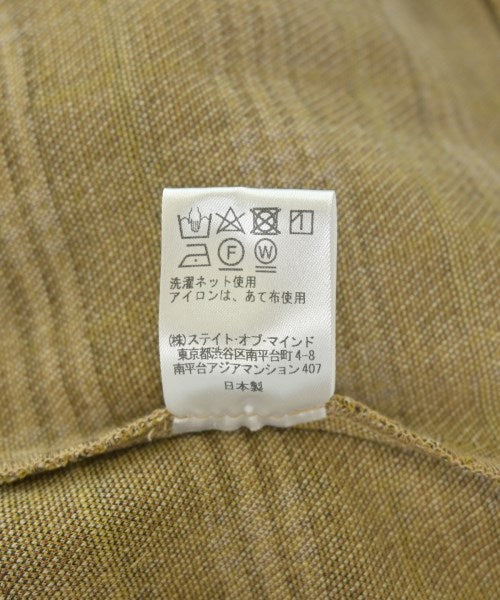 F W
洗濯ネット使用
アイロンは、あて布使用
(株)ステイト・オブ・マインド
東京都渋谷区南平台町4-8
南平台アジアマンション407
日本製